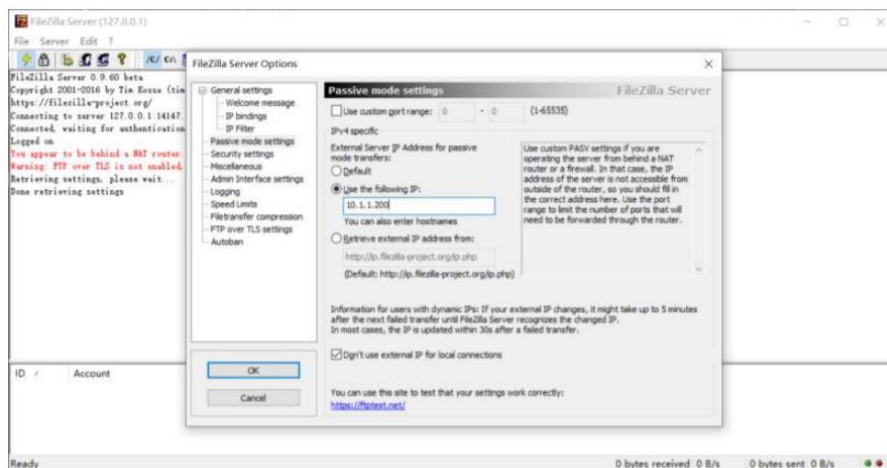 FileZilla Server (127.0.0.1)
File Server Edit ?
/C/ C:\
FileZilla Server 0.9.60 beta
Copyright 2001-2016 by Tim Kosse (tim
https://filezilla-project.org/
Connecting to server 127.0.0.1:14147.
Connected, waiting for authentication
Logged on
You appear to be behind a NAT router.
Warning: FTP over TLS is not enabled,
Retrieving settings, please wait...
Done retrieving settings
FileZilla Server Options
General settings
Welcome message
IP bindings
IP Filter
Passive mode settings
Security settings
Miscellaneous
Admin Interface settings
Logging
Speed Limits
Filetransfer compression
FTP over TLS settings
Autoban
OK
Cancel
Passive mode settings
FileZilla Server
Use custom port range: 0 - 0 (1-65535)
IPv4 specific
External Server IP Address for passive
mode transfers:
Default
Use the following IP:
10.1.1.200
You can also enter hostnames
Retrieve external IP address from:
http://ip.filezilla-project.org/ip.php
(Default: http://ip.filezilla-project.org/ip.php)
Use custom PASV settings if you are
operating the server from behind a NAT
router or a firewall. In that case, the IP
address of the server is not accessible from
outside of the router, so you should fill in
the correct address here. Use the port
range to limit the number of ports that will
need to be forwarded through the router.
Information for users with dynamic IPs: If your external IP changes, it might take up to 5 minutes
after the next failed transfer until FileZilla Server recognizes the changed IP.
In most cases, the IP is updated within 30s after a failed transfer.
Don't use external IP for local connections
You can use this site to test that your settings work correctly:
https://ftptest.net/
ID / Account
Ready
0 bytes received 0 B/s
0 bytes sent 0 B/s